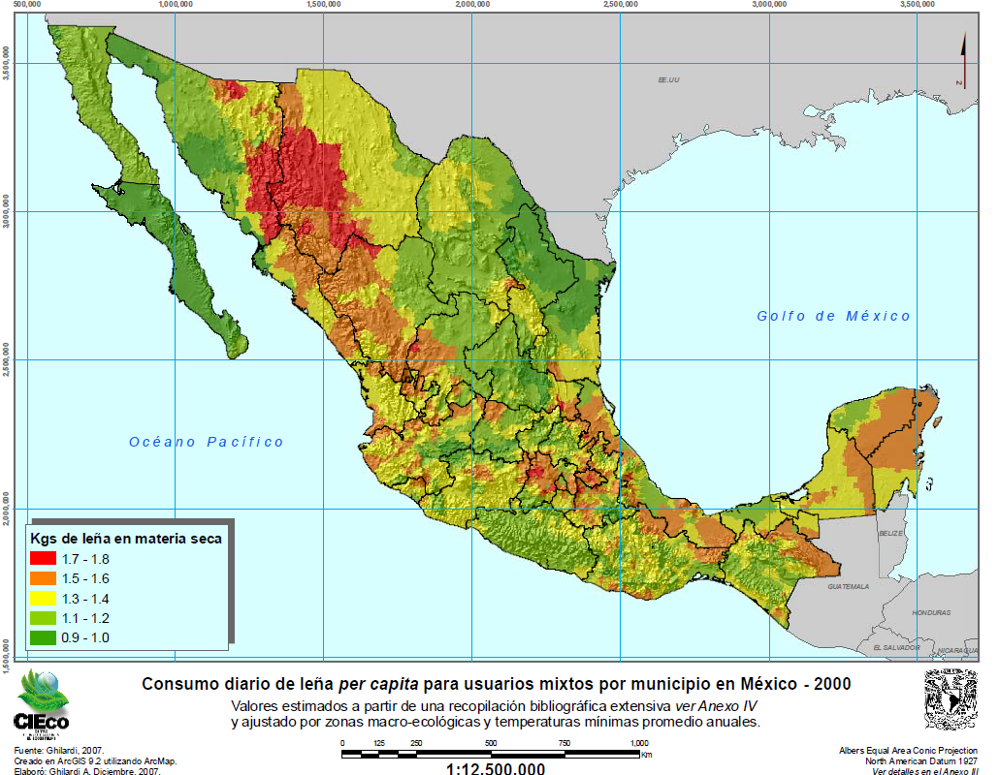 500,000
1,000,000
1,500,000
2,000,000
2,500,000
3,000,000
3,500,000
3,500,000
3,000,000
2,500,000
2,000,000
1,500,000
EE.UU
N
Golfo de México
Océano Pacífico
BELIZE
GUATEMALA
HONDURAS
EL SALVADOR
NICARAGUA
Kgs de leña en materia seca
1.7 - 1.8
1.5 - 1.6
1.3 - 1.4
1.1 - 1.2
0.9 - 1.0
CIEco
Consumo diario de leña per capita para usuarios mixtos por municipio en México - 2000
Valores estimados a partir de una recopilación bibliográfica extensiva ver Anexo IV
y ajustado por zonas macro-ecológicas y temperaturas mínimas promedio anuales.
0 125 250 500 750 1,000
Km
1:12,500,000
Fuente: Ghilardi, 2007.
Creado en ArcGIS 9.2 utilizando ArcMap.
Elaboró: Ghilardi A. Diciembre, 2007.
Albers Equal Area Conic Projection
North American Datum 1927
Ver detalles en el Anexo III